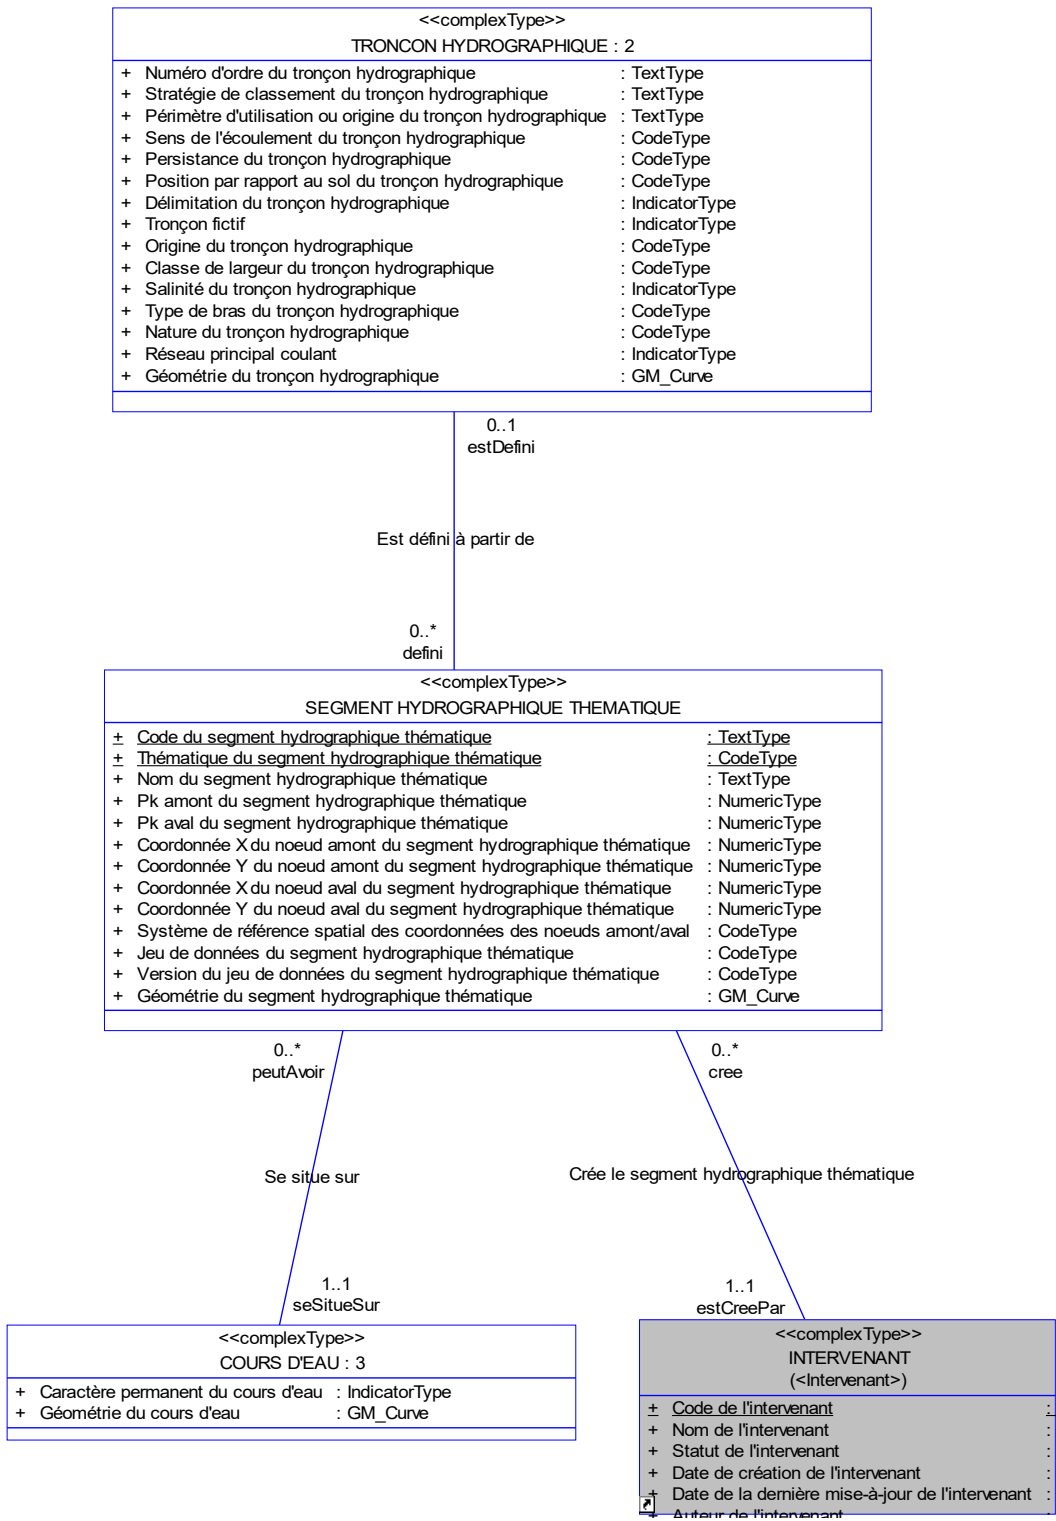 <<complexType>>
TRONCON HYDROGRAPHIQUE : 2
+ Numéro d'ordre du tronçon hydrographique : TextType
+ Stratégie de classement du tronçon hydrographique : TextType
+ Périmètre d'utilisation ou origine du tronçon hydrographique : TextType
+ Sens de l'écoulement du tronçon hydrographique : CodeType
+ Persistance du tronçon hydrographique : CodeType
+ Position par rapport au sol du tronçon hydrographique : CodeType
+ Délimitation du tronçon hydrographique : IndicatorType
+ Tronçon fictif : IndicatorType
+ Origine du tronçon hydrographique : CodeType
+ Classe de largeur du tronçon hydrographique : CodeType
+ Salinité du tronçon hydrographique : IndicatorType
+ Type de bras du tronçon hydrographique : CodeType
+ Nature du tronçon hydrographique : CodeType
+ Réseau principal coulant : IndicatorType
+ Géométrie du tronçon hydrographique : GM_Curve
0..1
estDefini
Est défini à partir de
0..*
defini
<<complexType>>
SEGMENT HYDROGRAPHIQUE THEMATIQUE
+ Code du segment hydrographique thématique : TextType
+ Thématique du segment hydrographique thématique : CodeType
+ Nom du segment hydrographique thématique : TextType
+ Pk amont du segment hydrographique thématique : NumericType
+ Pk aval du segment hydrographique thématique : NumericType
+ Coordonnée X du noeud amont du segment hydrographique thématique : NumericType
+ Coordonnée Y du noeud amont du segment hydrographique thématique : NumericType
+ Coordonnée X du noeud aval du segment hydrographique thématique : NumericType
+ Coordonnée Y du noeud aval du segment hydrographique thématique : NumericType
+ Système de référence spatial des coordonnées des noeuds amont/aval : CodeType
+ Jeu de données du segment hydrographique thématique : CodeType
+ Version du jeu de données du segment hydrographique thématique : CodeType
+ Géométrie du segment hydrographique thématique : GM_Curve
0..*
peutAvoir
0..*
cree
Se situe sur
Crée le segment hydrographique thématique
1..1
seSitueSur
1..1
estCreePar
<<complexType>>
COURS D'EAU : 3
+ Caractère permanent du cours d'eau : IndicatorType
+ Géométrie du cours d'eau : GM_Curve
<<complexType>>
INTERVENANT
(<Intervenant>)
+ Code de l'intervenant :
+ Nom de l'intervenant :
+ Statut de l'intervenant :
+ Date de création de l'intervenant :
+ Date de la dernière mise-à-jour de l'intervenant :
+ Auteur de l'intervenant :